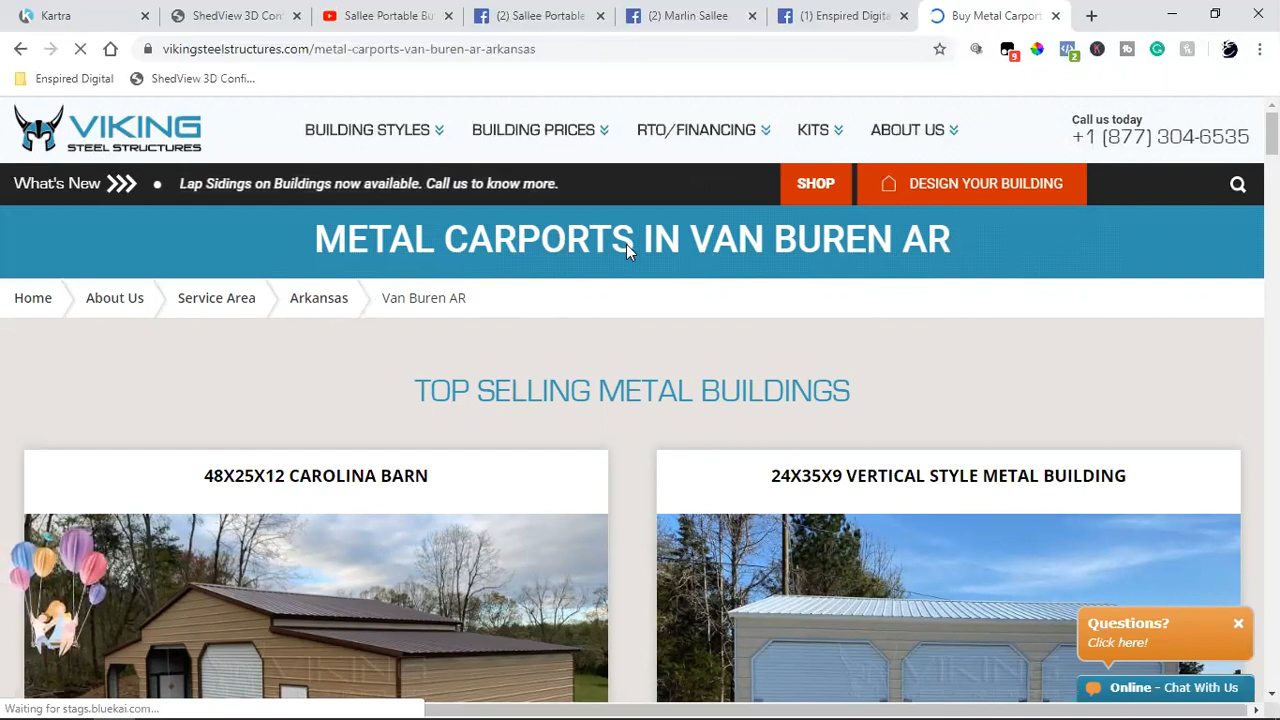 Kartra
ShedView 3D Conf
Sallee Portable Bu
(2) Sallee Portable
(2) Marlin Sallee
(1) Enspired Digita
Buy Metal Carport
vikingsteelstructures.com/metal-carports-van-buren-ar-arkansas
9
2
Enspired Digital
ShedView 3D Confi...
VIKING
STEEL STRUCTURES
BUILDING STYLES
BUILDING PRICES
RTO/FINANCING
KITS
ABOUT US
Call us today
+1 (877) 304-6535
What's New
Lap Sidings on Buildings now available. Call us to know more.
SHOP
DESIGN YOUR BUILDING
METAL CARPORTS IN VAN BUREN AR
Home
About Us
Service Area
Arkansas
Van Buren AR
TOP SELLING METAL BUILDINGS
48X25X12 CAROLINA BARN
24X35X9 VERTICAL STYLE METAL BUILDING
VIKING
Questions?
Click here!
Online - Chat With Us
Waiting for stags.bluekai.com...